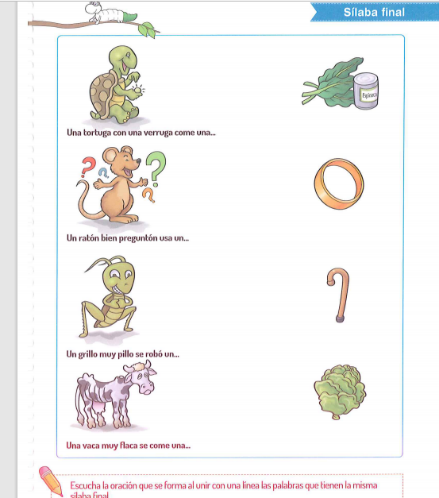 Sílaba final
Una tortuga con una verruga come una...
Un ratón bien preguntón usa un...
Un grillo muy pillo se robó un...
Una vaca muy flaca se come una...
Escucha la oración que se forma al unir con una línea las palabras que tienen la misma
sílaba final